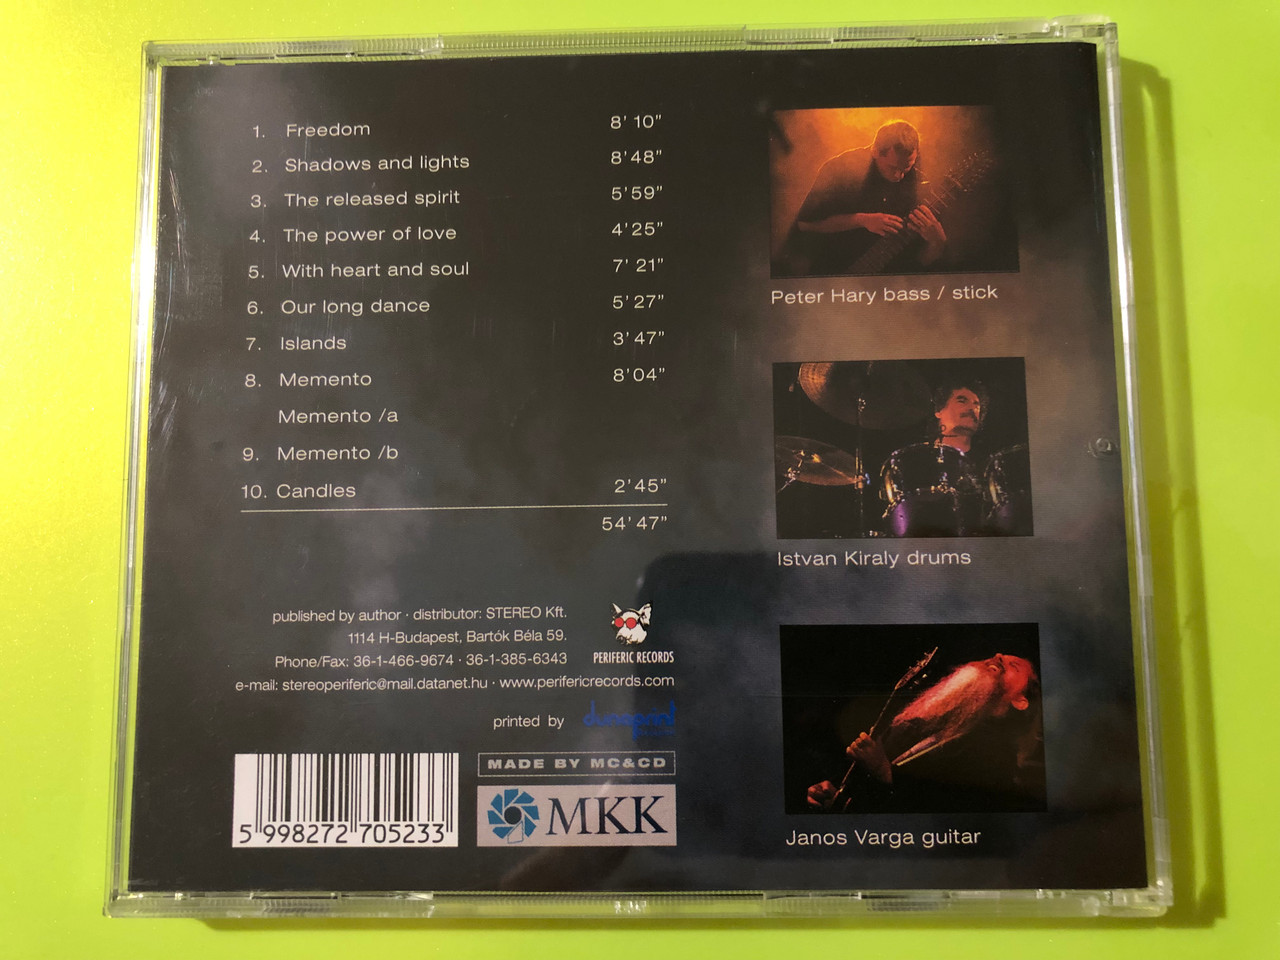 1. Freedom 8' 10"
2. Shadows and lights 8'48"
3. The released spirit 5'59"
4. The power of love 4'25"
5. With heart and soul 7' 21"
6. Our long dance 5'27"
7. Islands 3'47"
8. Memento 8'04"
Memento /a
9. Memento /b
10. Candles 2'45"
54'47"
Peter Hary bass / stick
Istvan Kiraly drums
Janos Varga guitar
published by author · distributor: STEREO Kft.
1114 H-Budapest, Bartók Béla 59.
Phone/Fax: 36-1-466-9674 · 36-1-385-6343
e-mail: stereoperiferic@mail.datanet.hu · www.perifericrecords.com
PERIFERIC RECORDS
printed by
MADE BY MC&CD
MKK
5 998272 705233